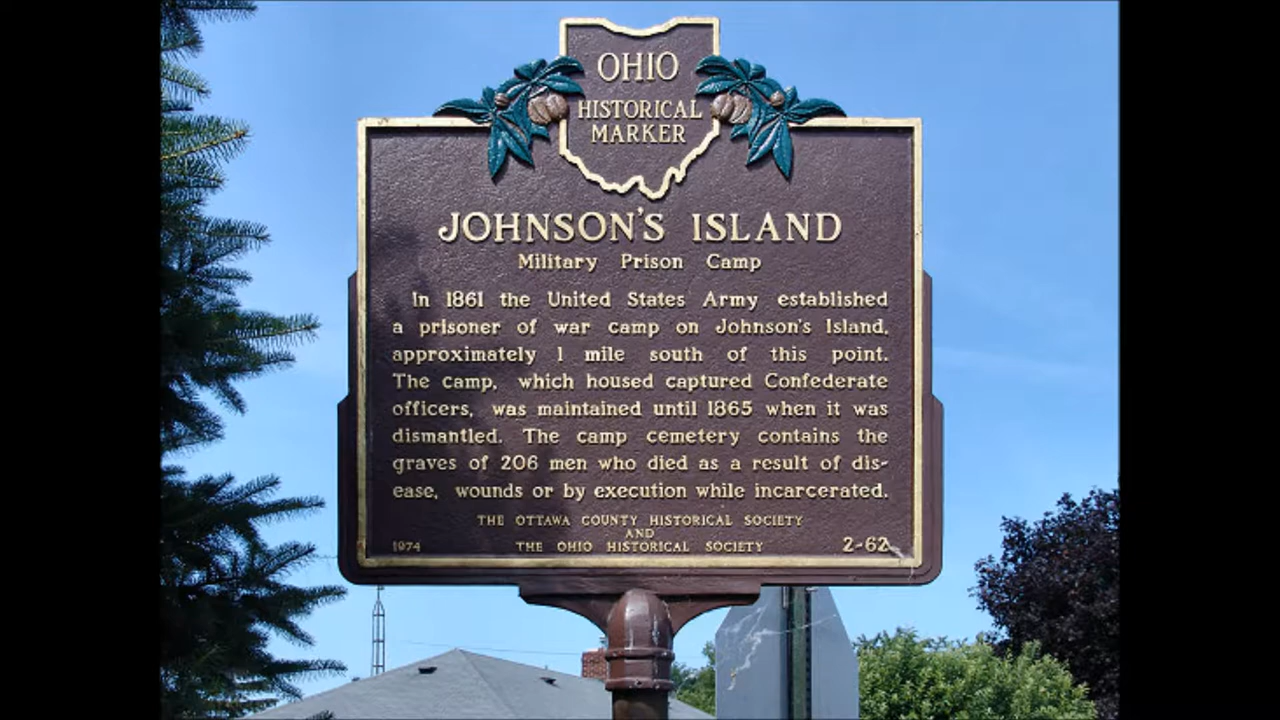 OHIO
HISTORICAL
MARKER
JOHNSON'S ISLAND
Military Prison Camp
In 1861 the United States Army established
a prisoner of war camp on Johnson's Island,
approximately 1 mile south of this point.
The camp, which housed captured Confederate
officers, was maintained until 1865 when it was
dismantled. The camp cemetery contains the
graves of 206 men who died as a result of dis-
ease, wounds or by execution while incarcerated.
THE OTTAWA COUNTY HISTORICAL SOCIETY
AND
1974 THE OHIO HISTORICAL SOCIETY 2-62